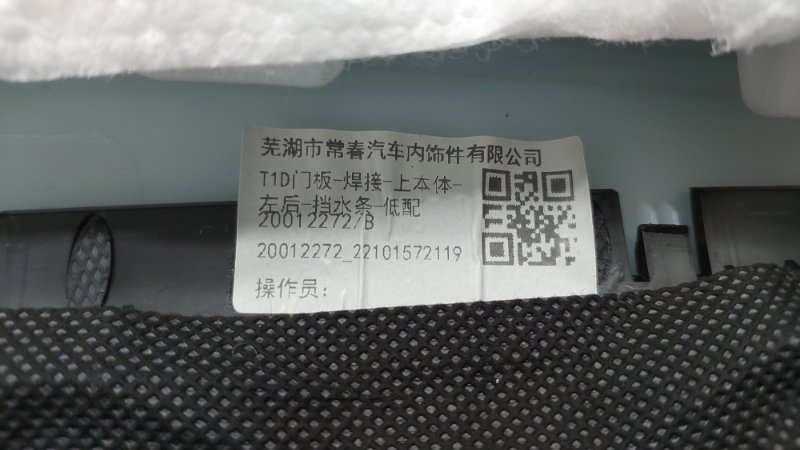 芜湖市常春汽车内饰件有限公司
T1D门板-焊接-上本体-
左后-挡水条-低配
20012272/B
20012272_22101572119
操作员：